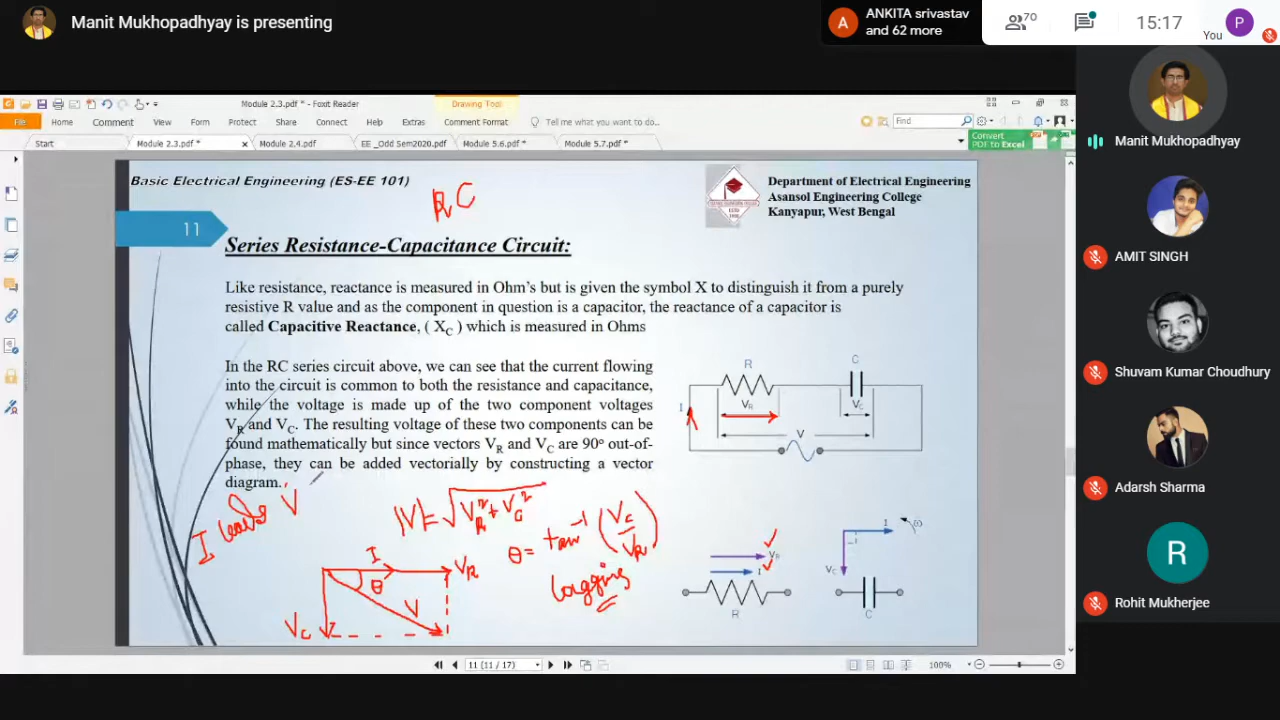 Manit Mukhopadhyay is presenting
ANKITA srivastav
and 62 more
70
15:17
You
P
A
Module 2.3.pdf * - Foxit Reader
Drawing Tool
File
Home
Comment
View
Form
Protect
Share
Connect
Help
Extras
Comment Format
Tell me what you want to do...
Find
Start
Module 2.3.pdf *
Module 2.4.pdf
EE _Odd Sem2020.pdf
Module 5.6.pdf *
Module 5.7.pdf *
Convert
PDF to Excel
Basic Electrical Engineering (ES-EE 101)
RC
Department of Electrical Engineering
Asansol Engineering College
Kanyapur, West Bengal
11
Series Resistance-Capacitance Circuit:
Like resistance, reactance is measured in Ohm's but is given the symbol X to distinguish it from a purely
resistive R value and as the component in question is a capacitor, the reactance of a capacitor is
called Capacitive Reactance, ( XC ) which is measured in Ohms
In the RC series circuit above, we can see that the current flowing
into the circuit is common to both the resistance and capacitance,
while the voltage is made up of the two component voltages
VR and VC. The resulting voltage of these two components can be
found mathematically but since vectors VR and VC are 90o out-of-
phase, they can be added vectorially by constructing a vector
diagram.
R
C
I
VR
VC
V
I leads V
|V| = √VR² + VC²
θ = tan⁻¹ (VC/VR)
lagging
I
VR
θ
V
VC
VR
I
R
I
ω
VC
C
11 (11 / 17)
100%
Manit Mukhopadhyay
AMIT SINGH
Shuvam Kumar Choudhury
Adarsh Sharma
R
Rohit Mukherjee